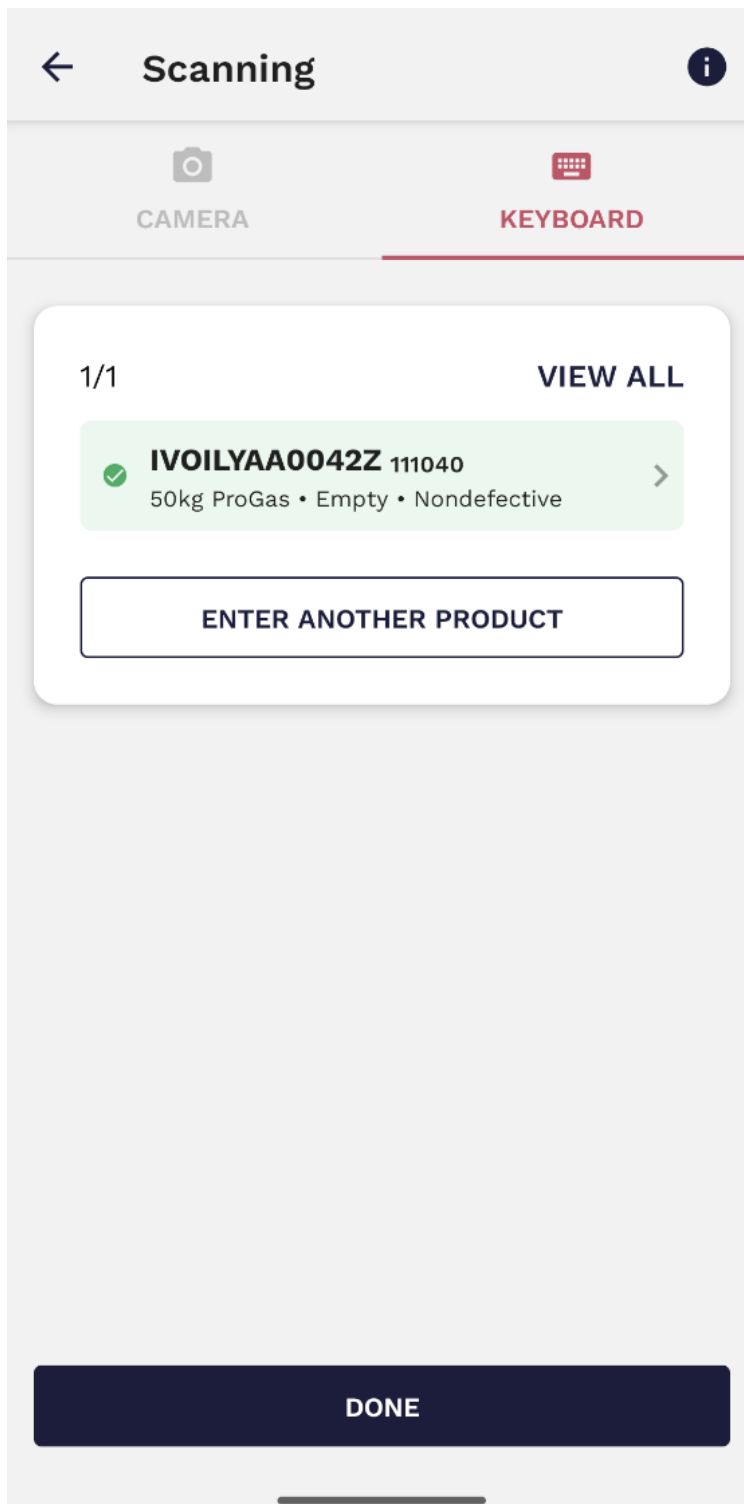 Scanning
CAMERA
KEYBOARD
1/1
VIEW ALL
IVOILYAA0042Z 111040
50kg ProGas • Empty • Nondefective
ENTER ANOTHER PRODUCT
DONE